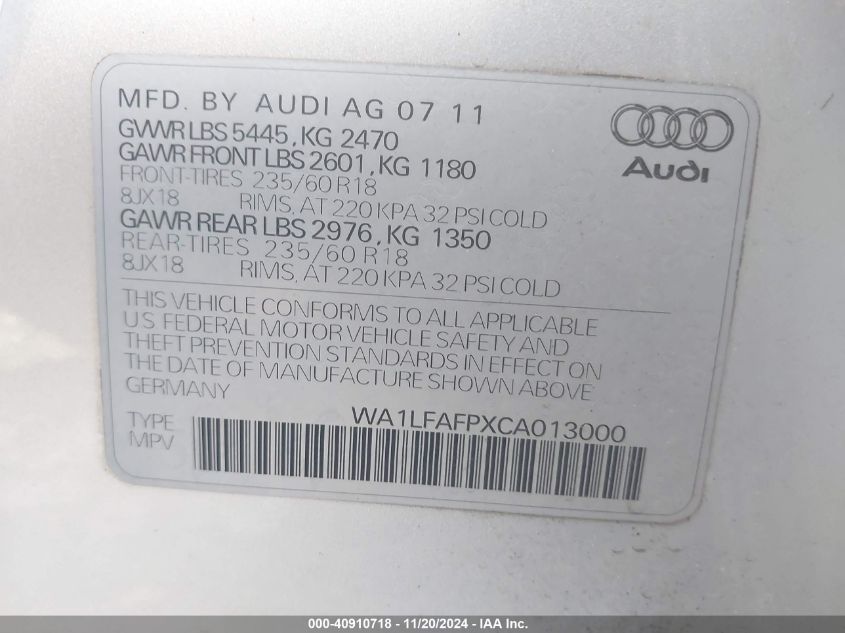 MFD. BY AUDI AG 07 11
GVWR LBS 5445, KG 2470
GAWR FRONT LBS 2601, KG 1180
FRONT-TIRES 235/60 R18
8JX18 RIMS, AT 220 KPA 32 PSI COLD
GAWR REAR LBS 2976, KG 1350
REAR-TIRES 235/60 R18
8JX18 RIMS, AT 220 KPA 32 PSI COLD
Audi
THIS VEHICLE CONFORMS TO ALL APPLICABLE
U.S FEDERAL MOTOR VEHICLE SAFETY AND
THEFT PREVENTION STANDARDS IN EFFECT ON
THE DATE OF MANUFACTURE SHOWN ABOVE
GERMANY
WA1LFAFPXCA013000
TYPE
MPV
000-40910718 - 11/20/2024 - IAA Inc.